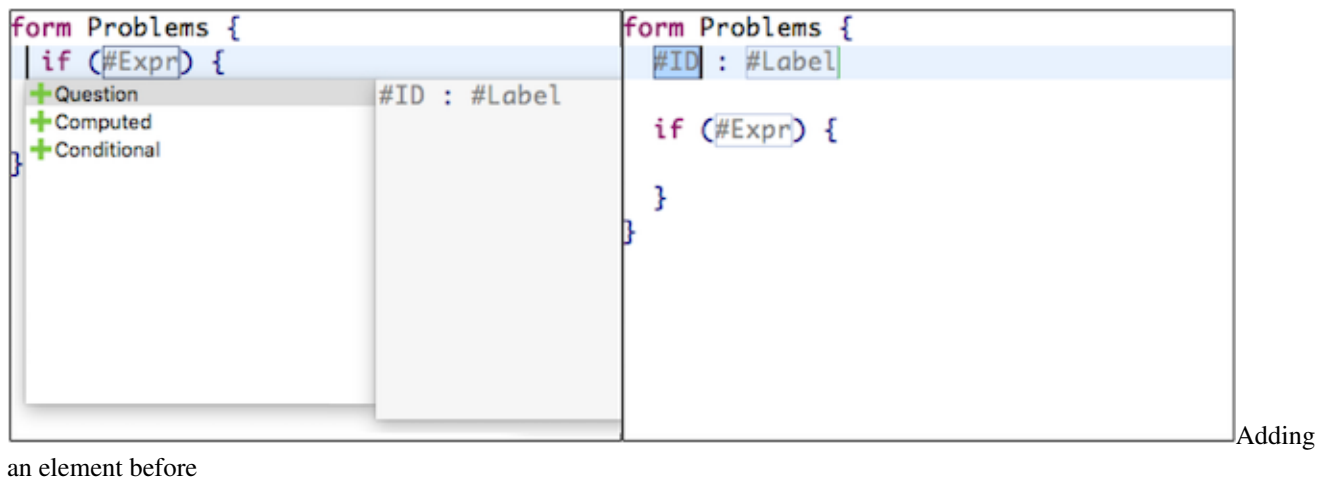 form Problems {
if (#Expr) {
Question
Computed
Conditional
}
#ID : #Label
form Problems {
#ID : #Label
if (#Expr) {
}
}
Adding
an element before